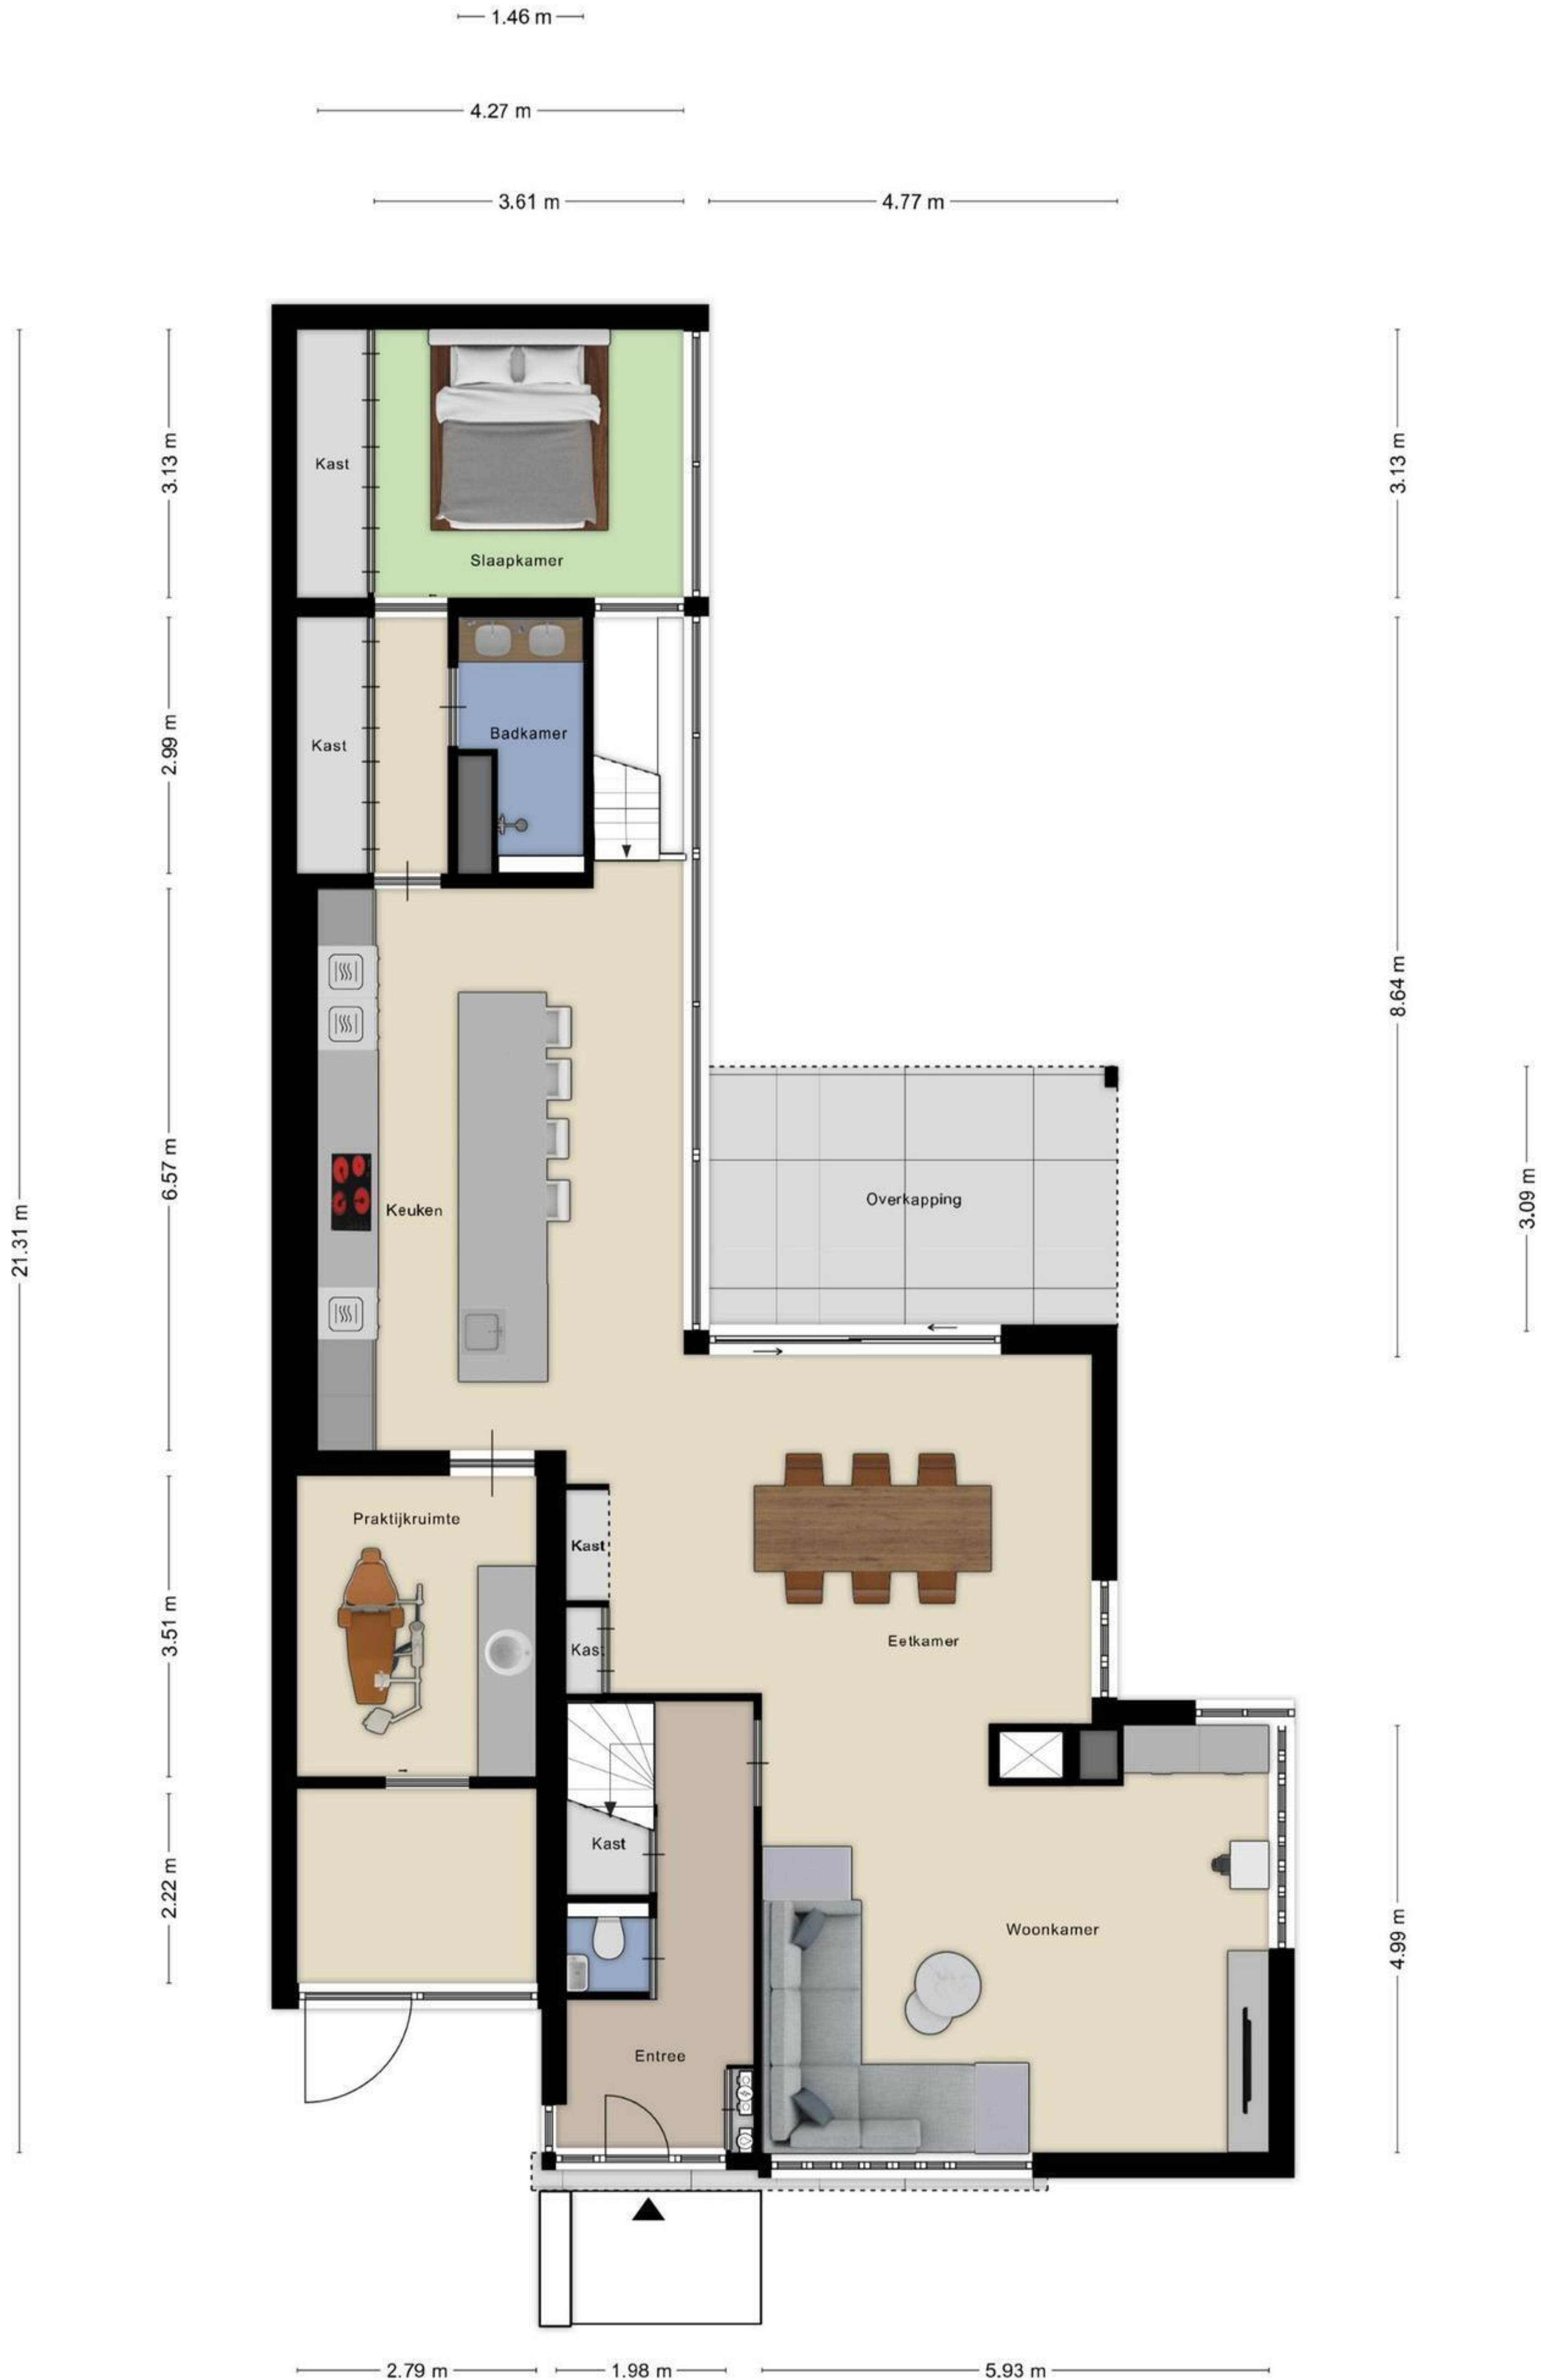 1.46 m
4.27 m
3.61 m
4.77 m
3.13 m
3.13 m
Kast
Slaapkamer
2.99 m
Kast
Badkamer
8.64 m
6.57 m
21.31 m
Keuken
Overkapping
3.09 m
Praktijkruimte
Kast
3.51 m
Kast
Eetkamer
Kast
2.22 m
Woonkamer
4.99 m
Entree
2.79 m
1.98 m
5.93 m